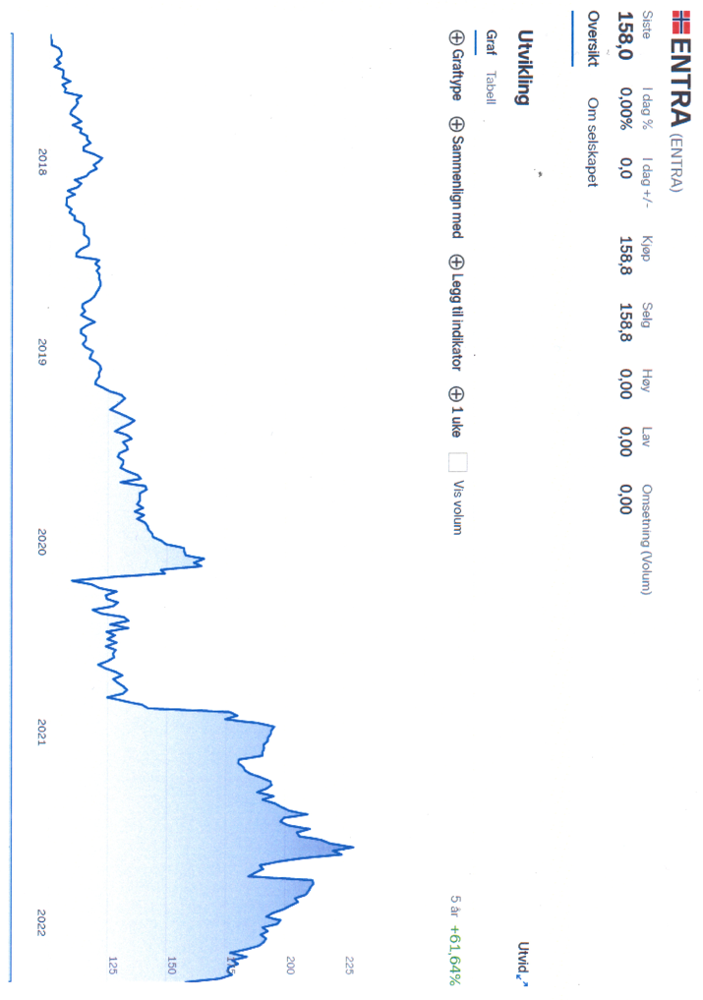 ENTRA (ENTRA)
Siste I dag % I dag +/- Kjøp Selg Høy Lav Omsetning (Volum)
158,0 0,00% 0,0 158,8 158,8 0,00 0,00 0,00
Oversikt Om selskapet
Utvikling Utvid
Graf Tabell
Graftype Sammenlign med Legg til indikator 1 uke Vis volum 5 år +61,64%
225
200
175
150
125
2018 2019 2020 2021 2022